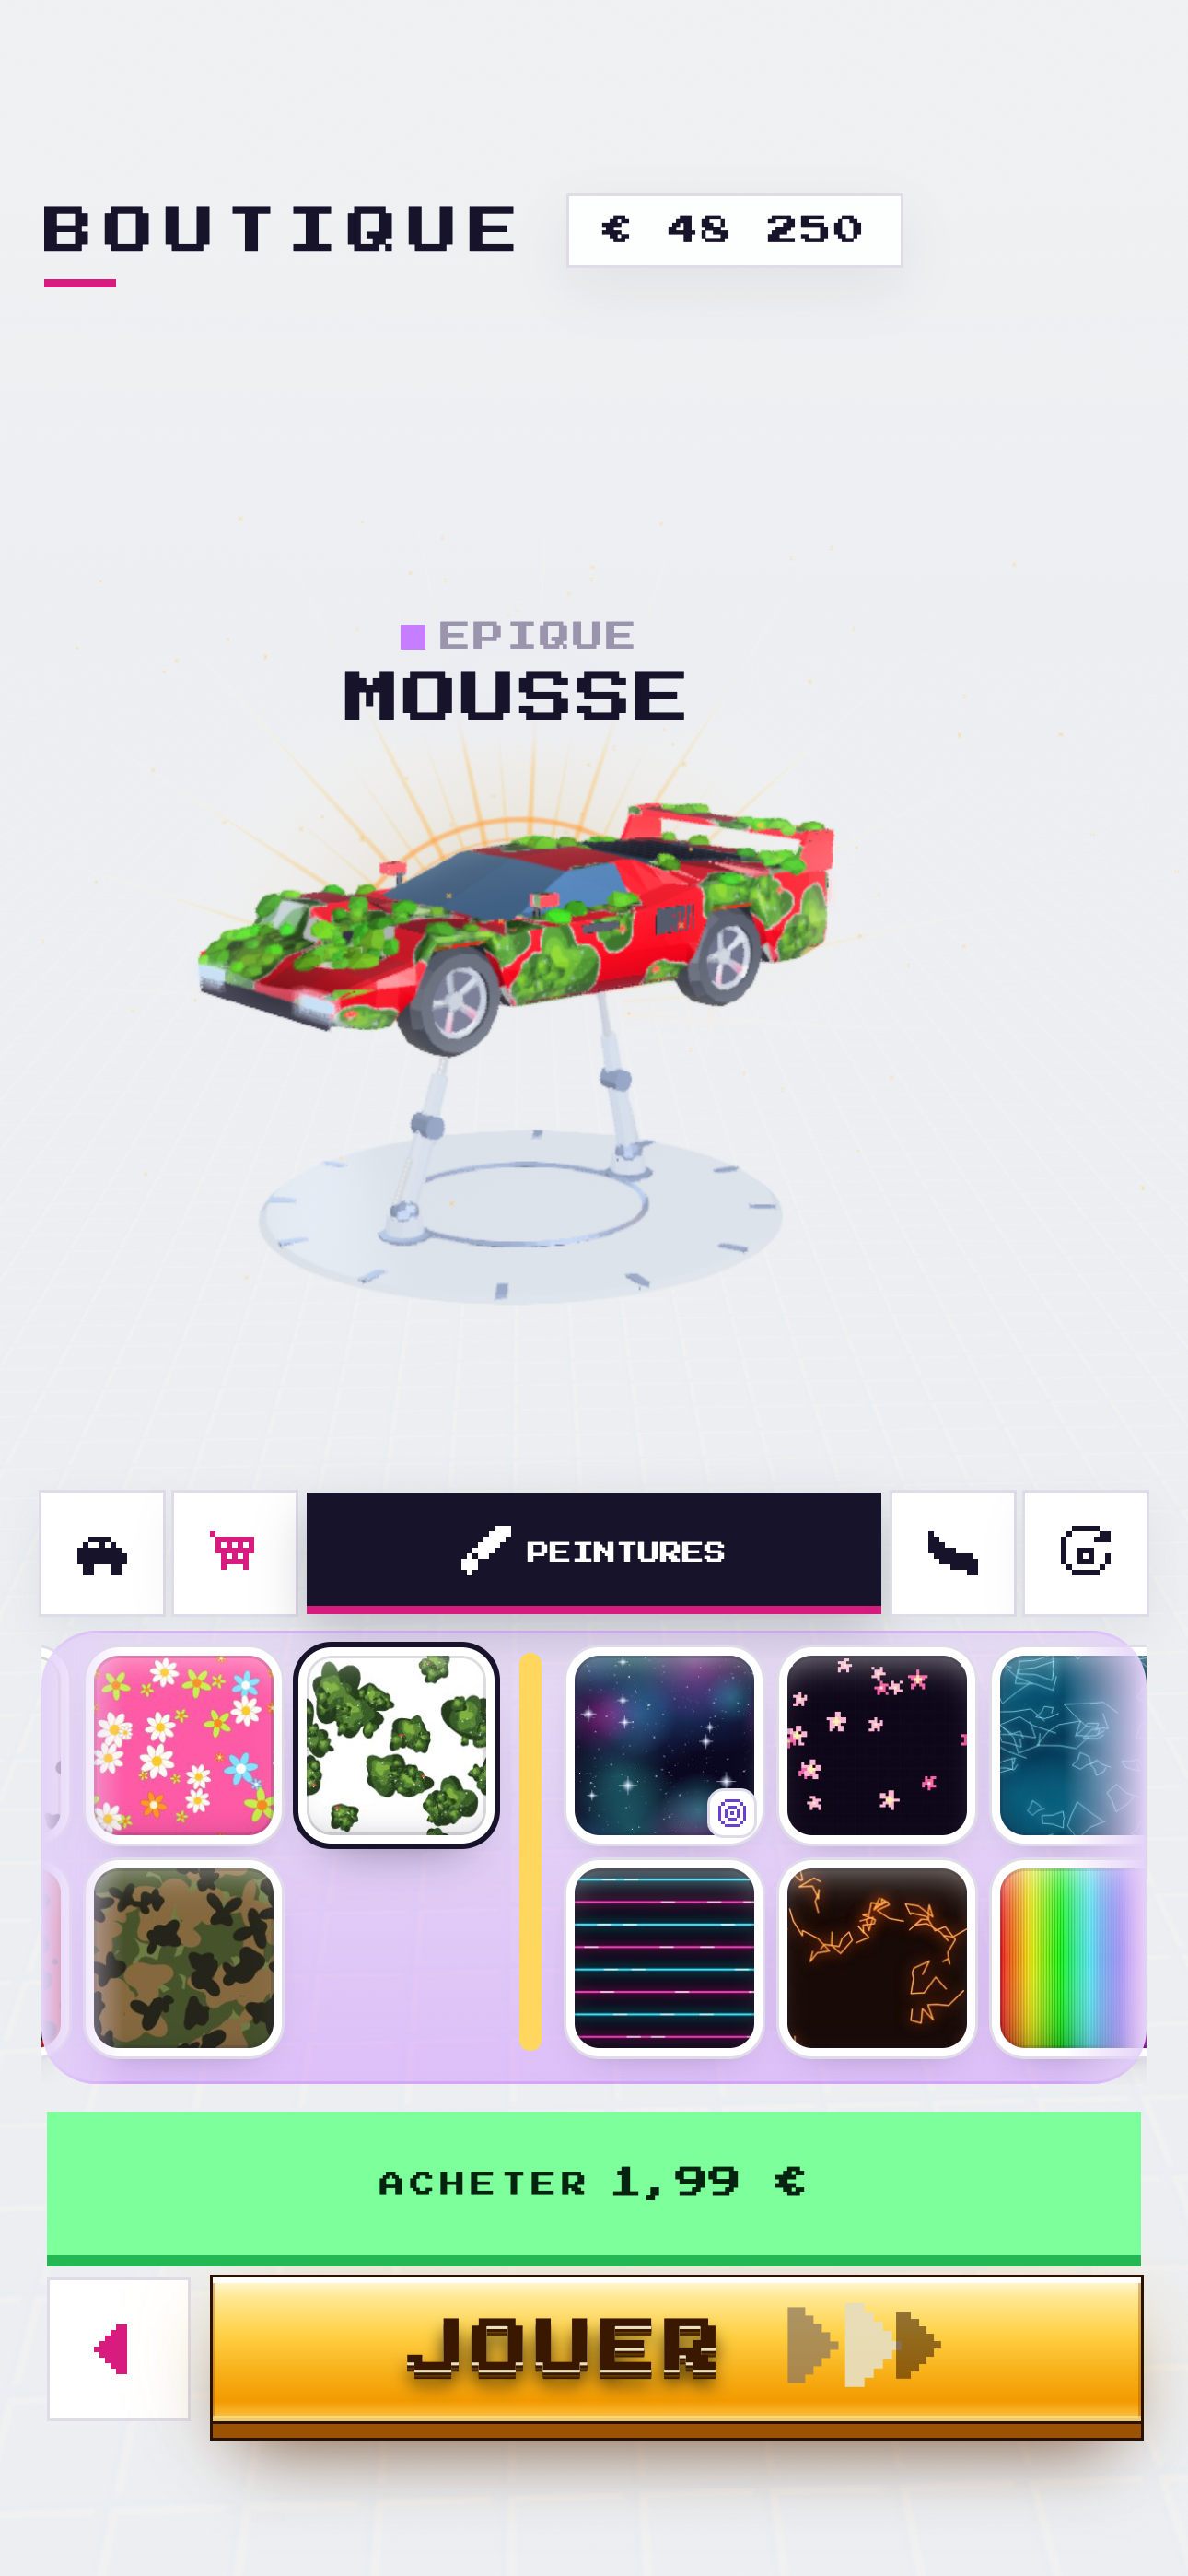 BOUTIQUE
€ 48 250
EPIQUE
MOUSSE
PEINTURES
ACHETER 1,99 €
JOUER